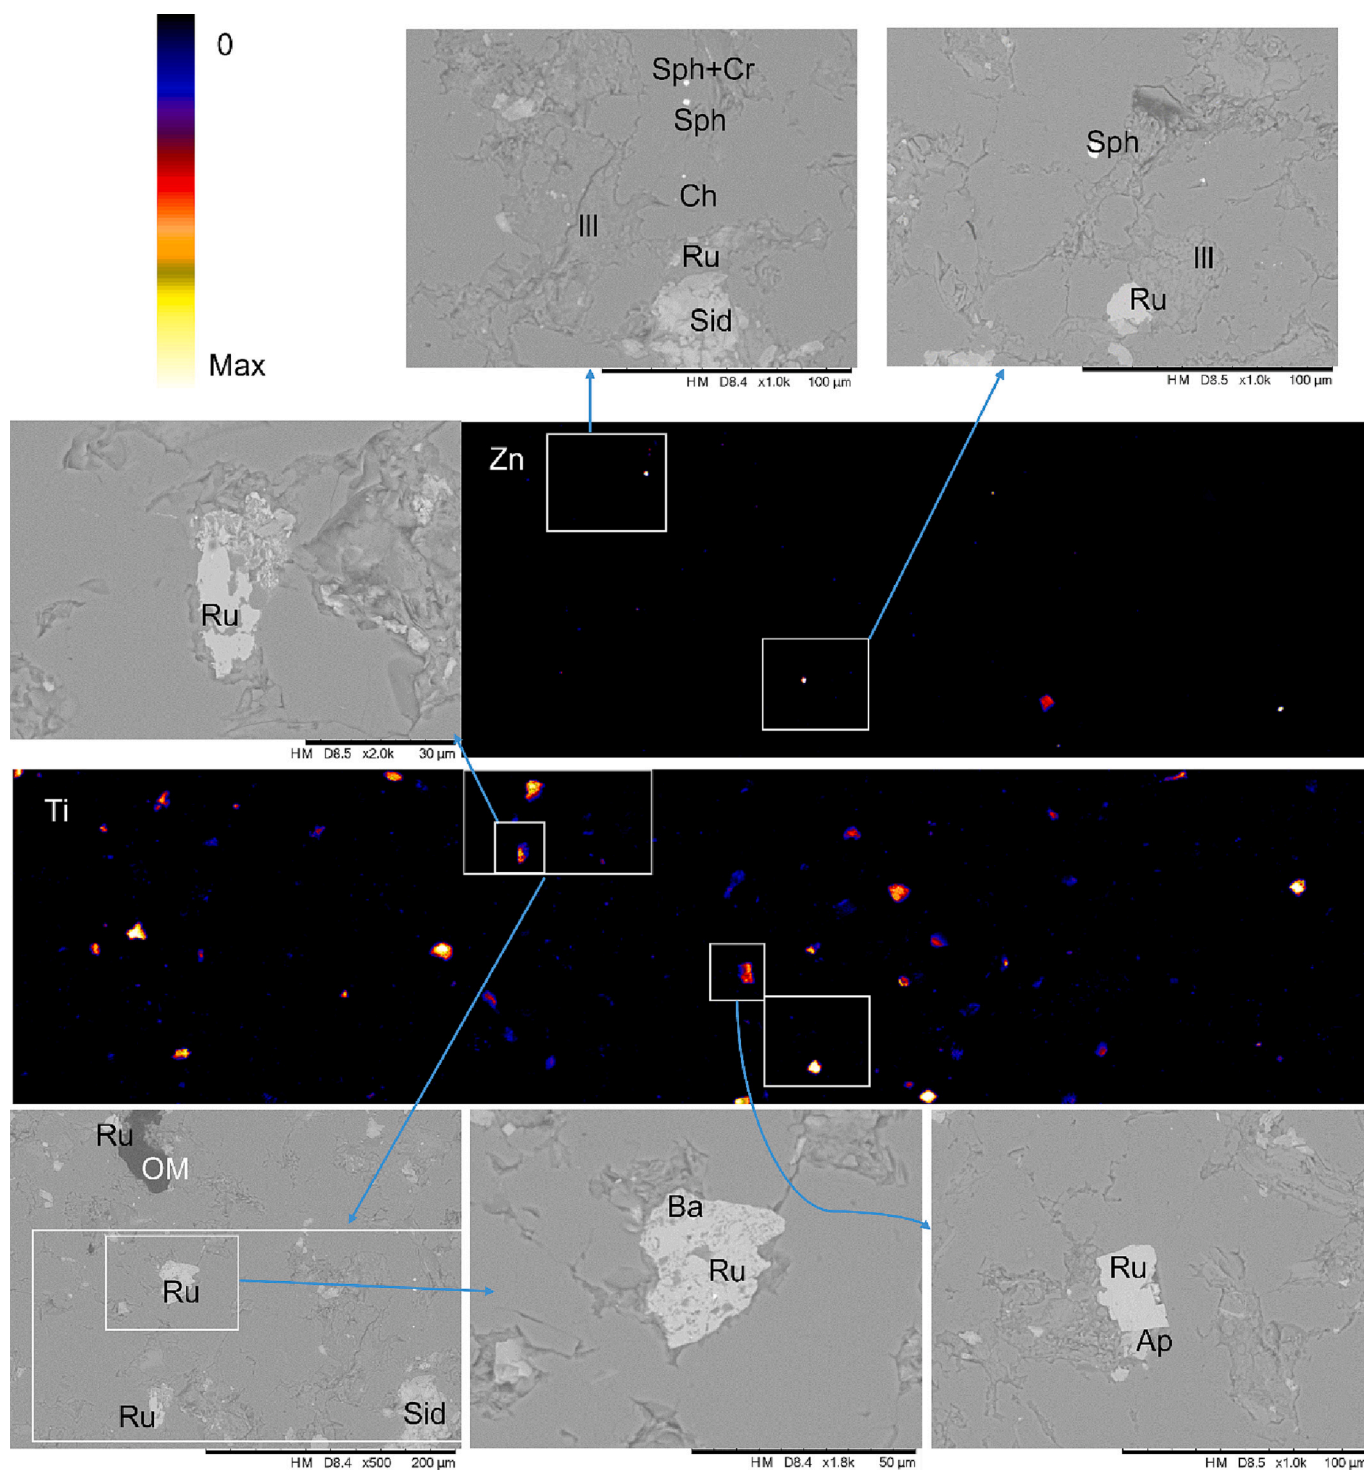 0
Max
Sph+Cr
Sph
Ch
Ill
Ru
Sid
HM D8.4 x1.0k 100 µm
Sph
Ill
Ru
HM D8.5 x1.0k 100 µm
Ru
HM D8.5 x2.0k 30 µm
Zn
Ti
Ru
OM
Ru
Ru
Sid
HM D8.4 x500 200 µm
Ba
Ru
HM D8.4 x1.8k 50 µm
Ru
Ap
HM D8.5 x1.0k 100 µm